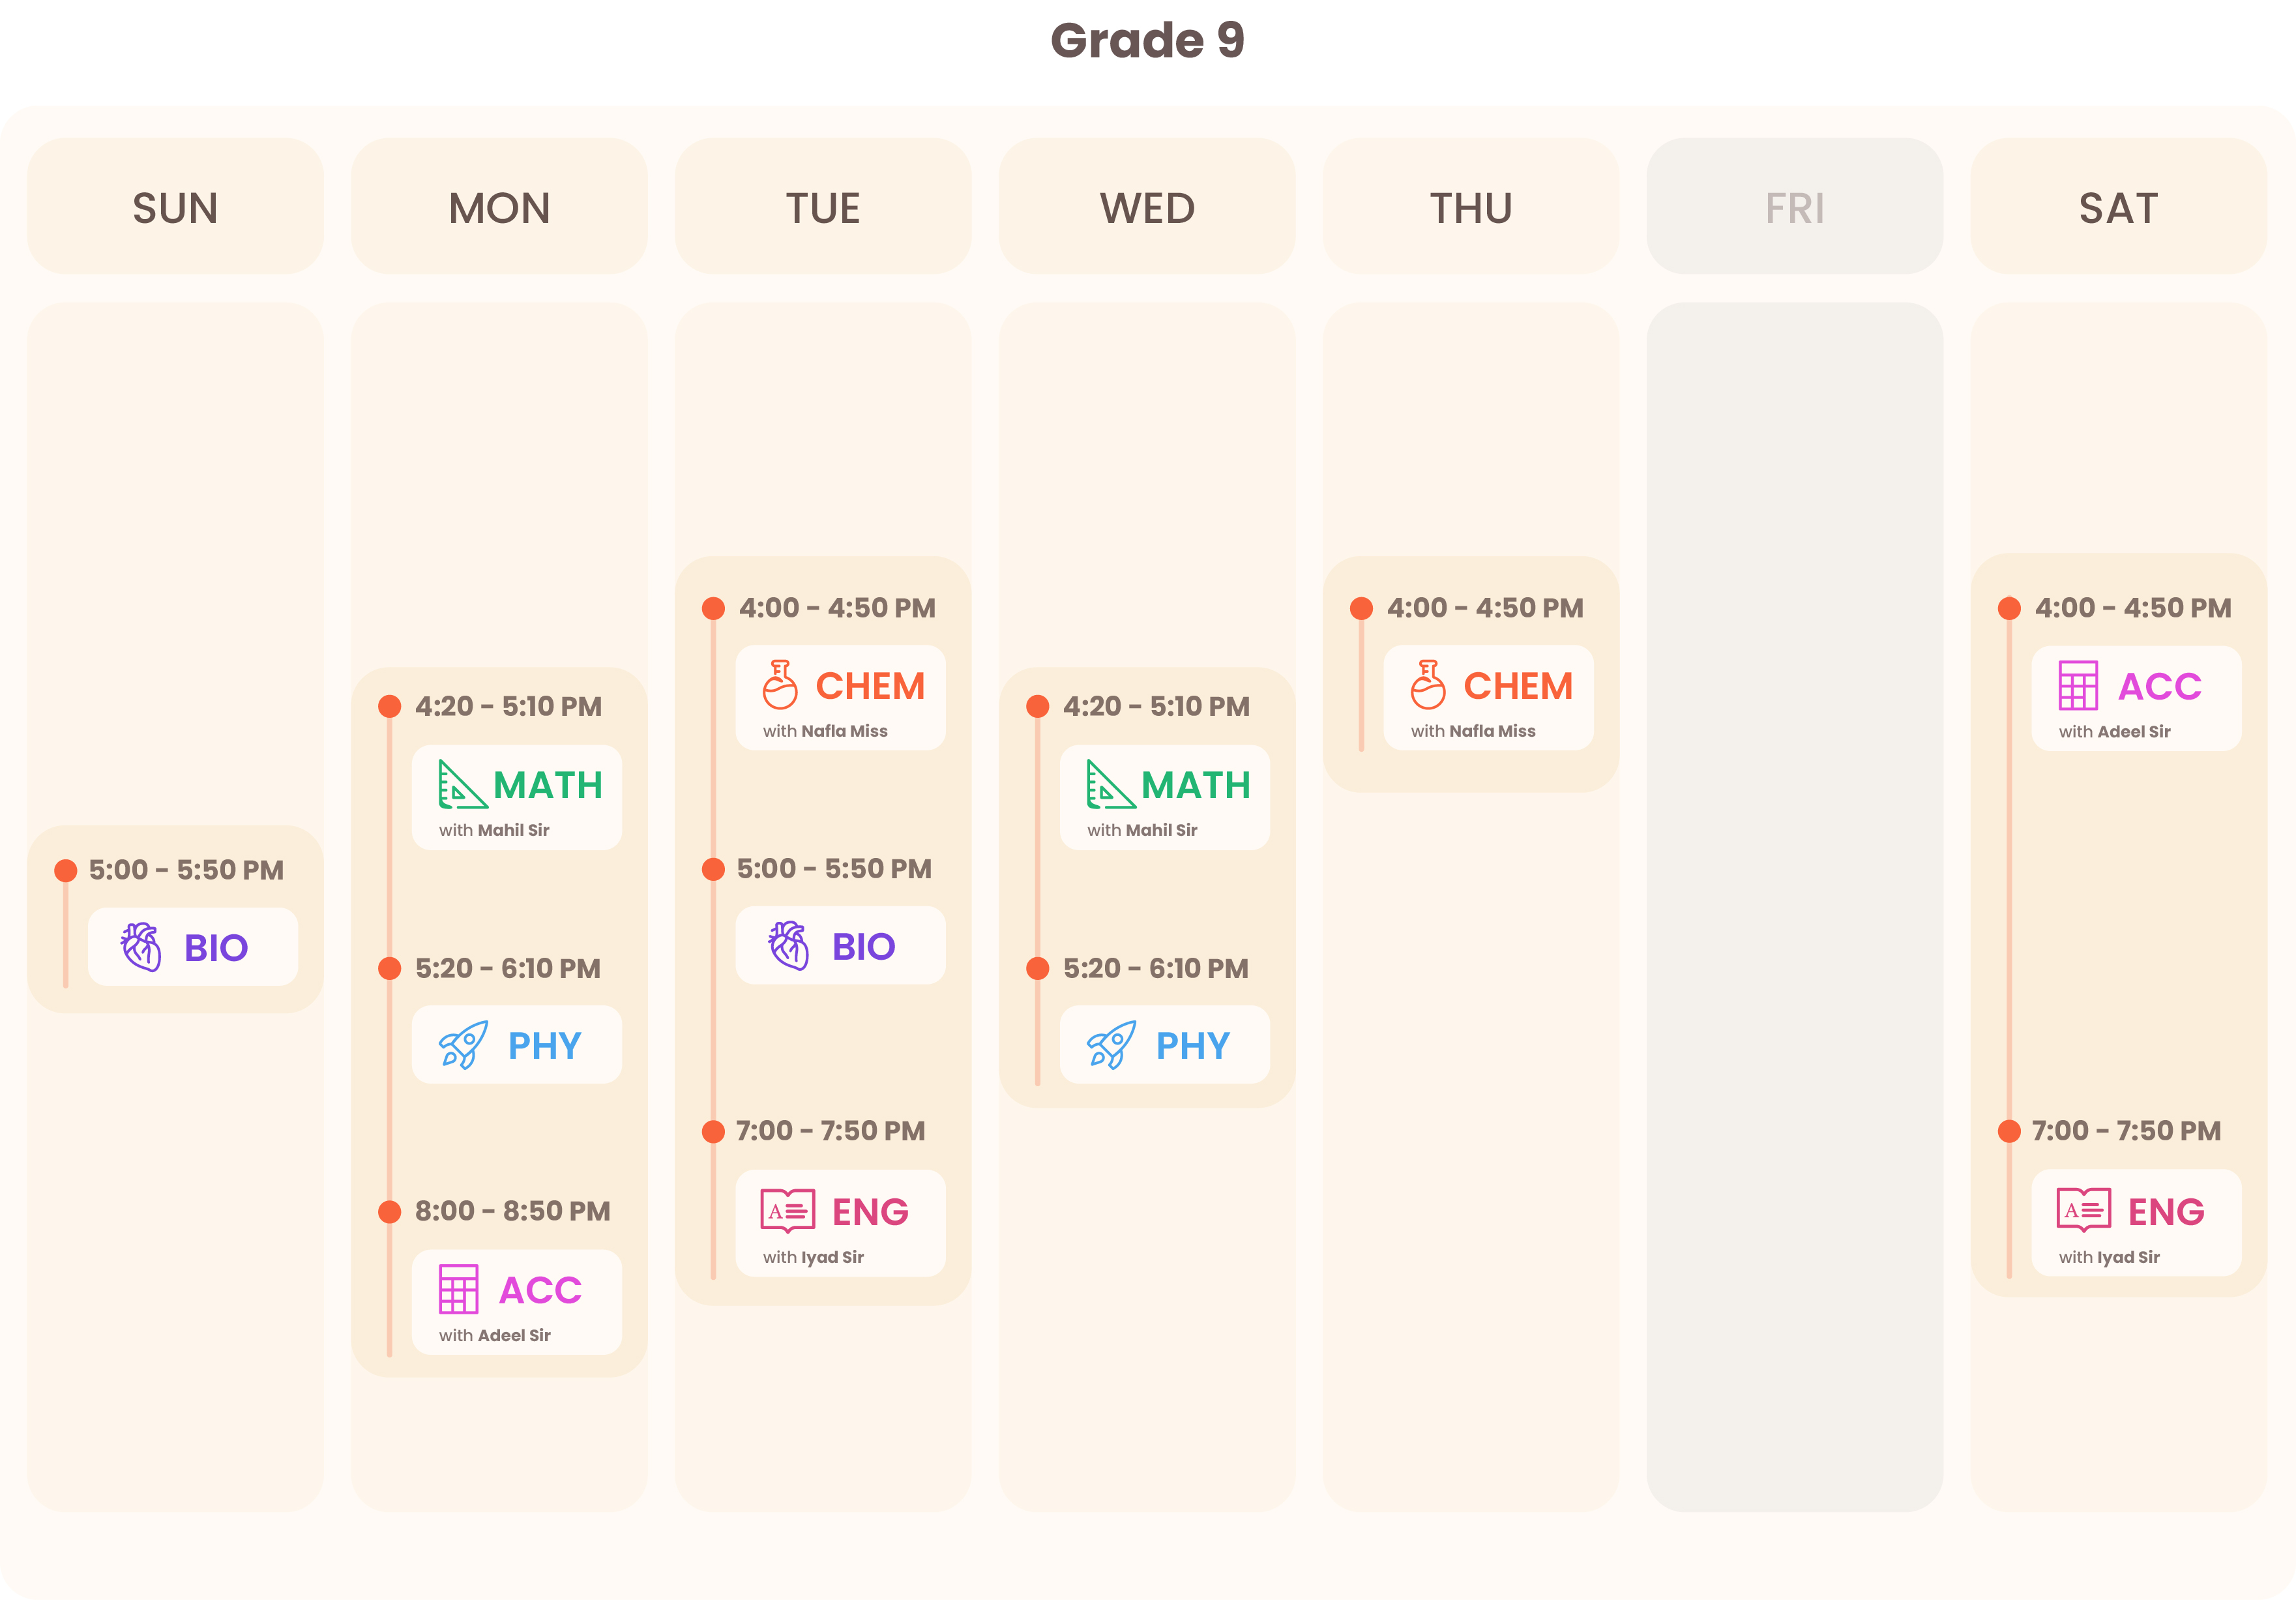 Grade 9
SUN
MON
TUE
WED
THU
FRI
SAT
5:00 - 5:50 PM
BIO
4:20 - 5:10 PM
MATH
with Mahil Sir
5:20 - 6:10 PM
PHY
8:00 - 8:50 PM
ACC
with Adeel Sir
4:00 - 4:50 PM
CHEM
with Nafla Miss
5:00 - 5:50 PM
BIO
7:00 - 7:50 PM
A
ENG
with Iyad Sir
4:20 - 5:10 PM
MATH
with Mahil Sir
5:20 - 6:10 PM
PHY
4:00 - 4:50 PM
CHEM
with Nafla Miss
4:00 - 4:50 PM
ACC
with Adeel Sir
7:00 - 7:50 PM
A
ENG
with Iyad Sir